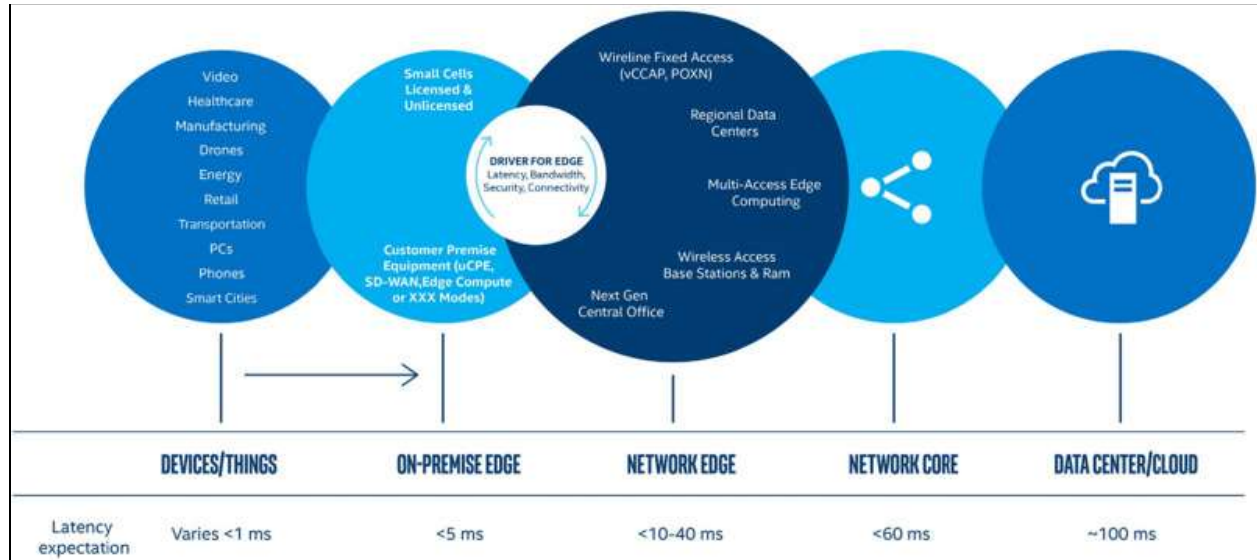 Video
Healthcare
Manufacturing
Drones
Energy
Retail
Transportation
PCs
Phones
Smart Cities
Small Cells
Licensed &
Unlicensed
Customer Premise
Equipment (uCPE,
SD-WAN,Edge Compute
or XXX Modes)
DRIVER FOR EDGE
Latency, Bandwidth,
Security, Connectivity
Wireline Fixed Access
(vCCAP, POXN)
Regional Data
Centers
Multi-Access Edge
Computing
Wireless Access
Base Stations & Ram
Next Gen
Central Office
DEVICES/THINGS ON-PREMISE EDGE NETWORK EDGE NETWORK CORE DATA CENTER/CLOUD
Latency
expectation
Varies <1 ms <5 ms <10-40 ms <60 ms ~100 ms